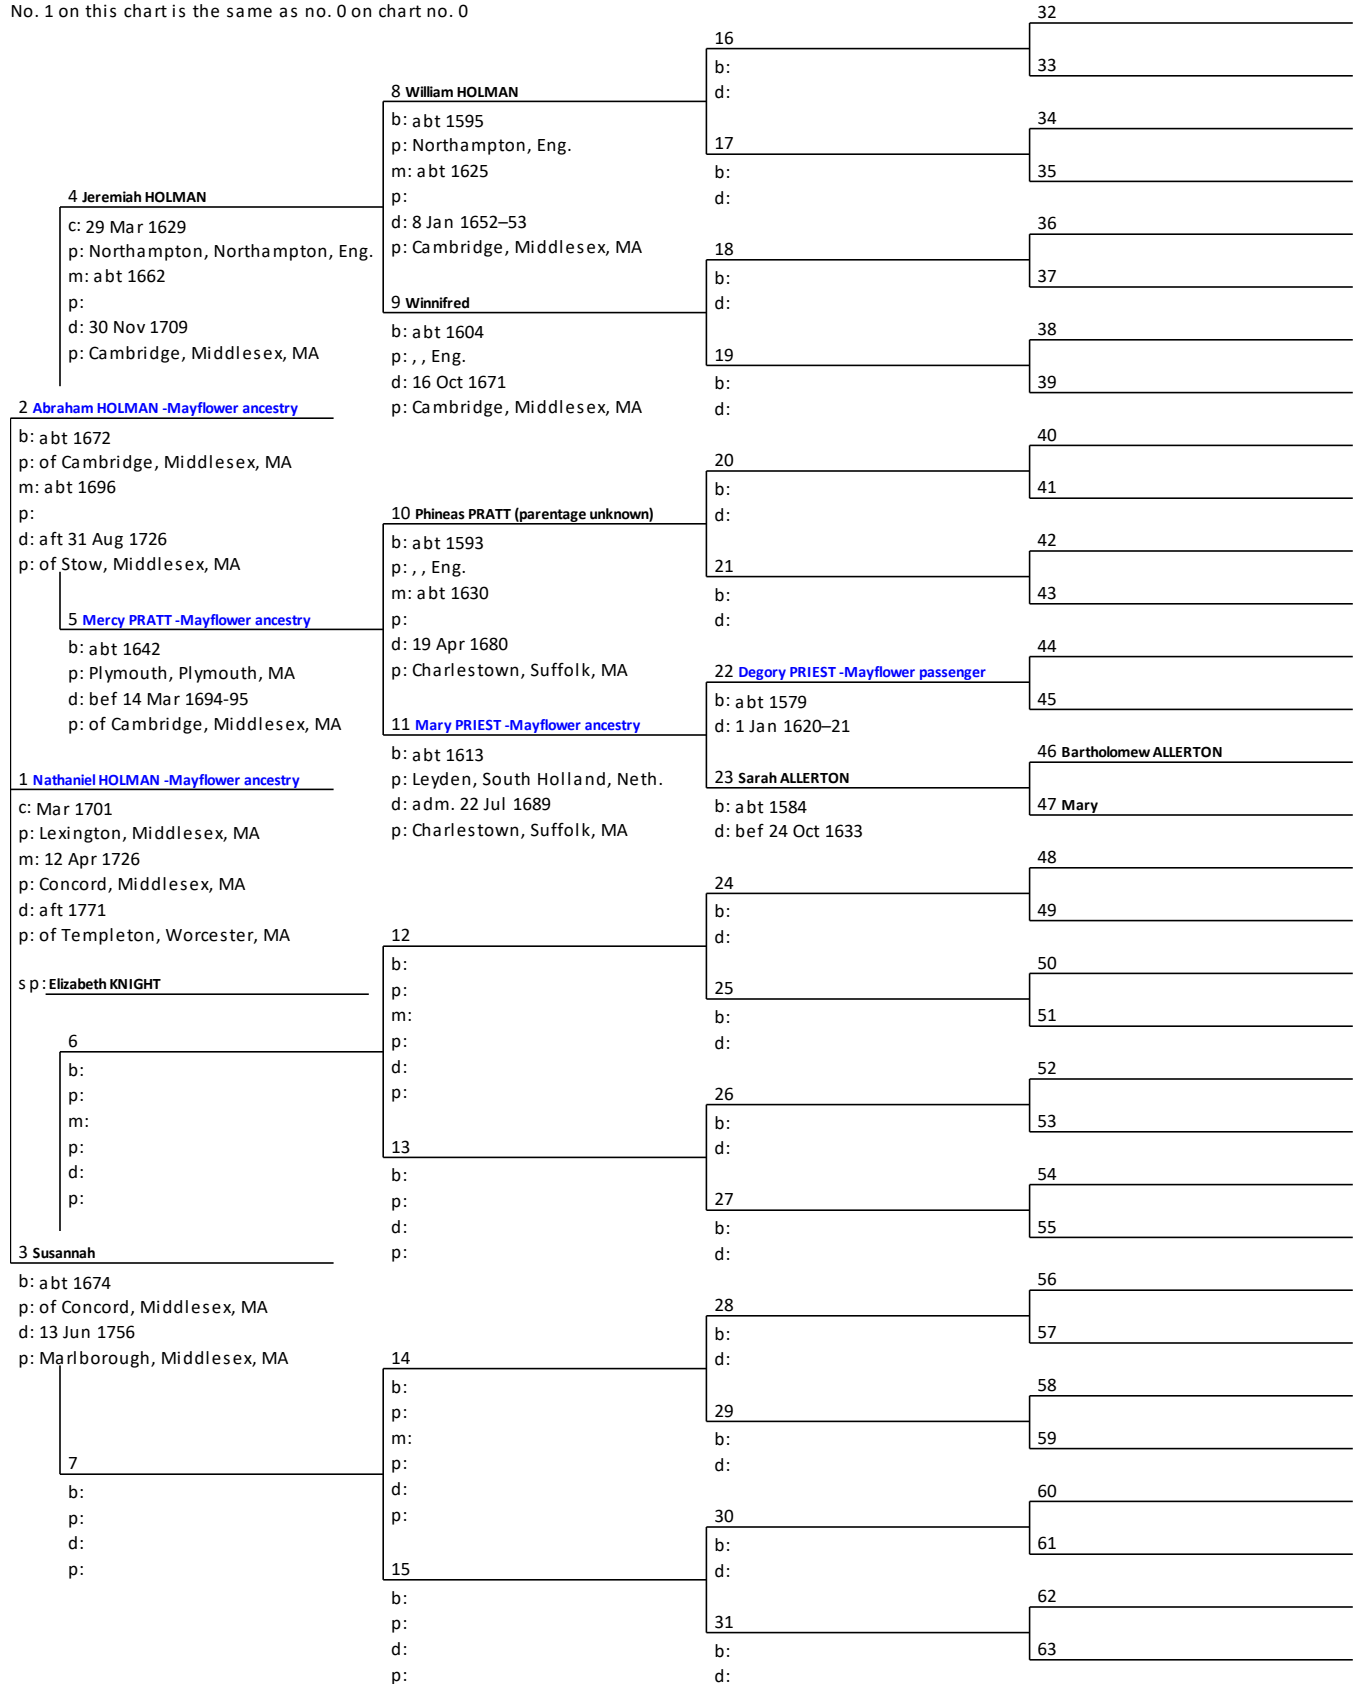 No. 1 on this chart is the same as no. 0 on chart no. 0
4 Jeremiah HOLMAN
c: 29 Mar 1629
p: Northampton, Northampton, Eng.
m: abt 1662
p:
d: 30 Nov 1709
p: Cambridge, Middlesex, MA
2 Abraham HOLMAN -Mayflower ancestry
b: abt 1672
p: of Cambridge, Middlesex, MA
m: abt 1696
p:
d: aft 31 Aug 1726
p: of Stow, Middlesex, MA
5 Mercy PRATT -Mayflower ancestry
b: abt 1642
p: Plymouth, Plymouth, MA
d: bef 14 Mar 1694-95
p: of Cambridge, Middlesex, MA
1 Nathaniel HOLMAN -Mayflower ancestry
c: Mar 1701
p: Lexington, Middlesex, MA
m: 12 Apr 1726
p: Concord, Middlesex, MA
d: aft 1771
p: of Templeton, Worcester, MA
sp: Elizabeth KNIGHT
6
b:
p:
m:
p:
d:
p:
3 Susannah
b: abt 1674
p: of Concord, Middlesex, MA
d: 13 Jun 1756
p: Marlborough, Middlesex, MA
7
b:
p:
d:
p:
8 William HOLMAN
b: abt 1595
p: Northampton, Eng.
m: abt 1625
p:
d: 8 Jan 1652–53
p: Cambridge, Middlesex, MA
9 Winnifred
b: abt 1604
p: , , Eng.
d: 16 Oct 1671
p: Cambridge, Middlesex, MA
10 Phineas PRATT (parentage unknown)
b: abt 1593
p: , , Eng.
m: abt 1630
p:
d: 19 Apr 1680
p: Charlestown, Suffolk, MA
11 Mary PRIEST -Mayflower ancestry
b: abt 1613
p: Leyden, South Holland, Neth.
d: adm. 22 Jul 1689
p: Charlestown, Suffolk, MA
12
b:
p:
m:
p:
d:
p:
13
b:
p:
d:
p:
14
b:
p:
m:
p:
d:
p:
15
b:
p:
d:
p:
16
b:
d:
17
b:
d:
18
b:
d:
19
b:
d:
20
b:
d:
21
b:
d:
22 Degory PRIEST -Mayflower passenger
b: abt 1579
d: 1 Jan 1620–21
23 Sarah ALLERTON
b: abt 1584
d: bef 24 Oct 1633
24
b:
d:
25
b:
d:
26
b:
d:
27
b:
d:
28
b:
d:
29
b:
d:
30
b:
d:
31
b:
d:
32
33
34
35
36
37
38
39
40
41
42
43
44
45
46 Bartholomew ALLERTON
47 Mary
48
49
50
51
52
53
54
55
56
57
58
59
60
61
62
63